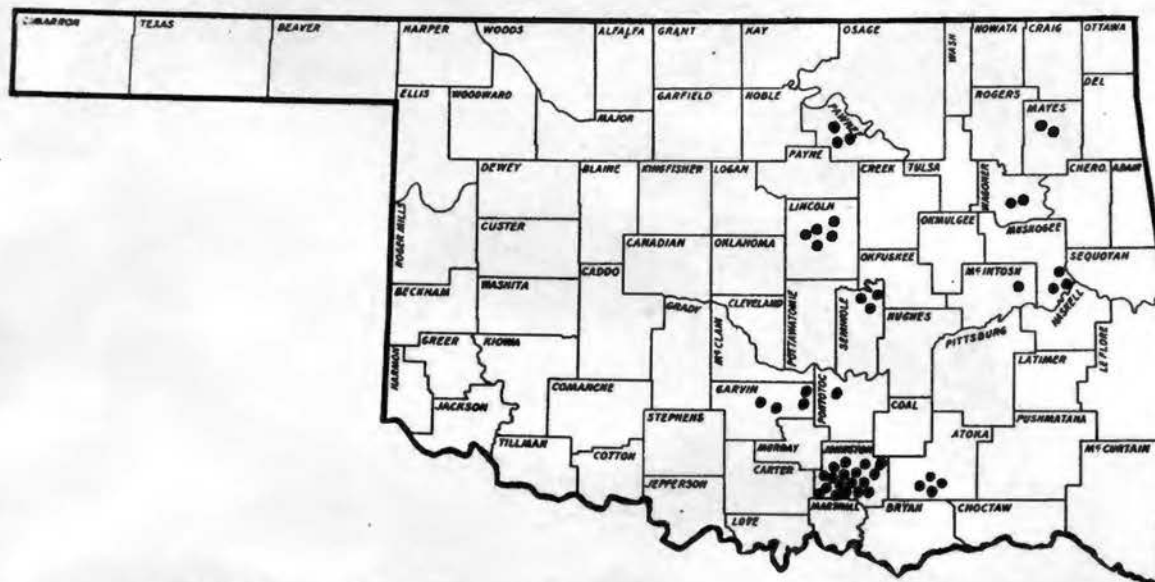 CIMARRON
TEXAS
BEAVER
HARPER
WOODS
ALFALFA
GRANT
KAY
OSAGE
WASH
NOWATA
CRAIG
OTTAWA
ELLIS
WOODWARD
MAJOR
GARFIELD
NOBLE
PAWNEE
ROGERS
MAYES
DEL
DEWEY
BLAINE
KINGFISHER
LOGAN
PAYNE
CREEK
TULSA
WAGONER
CHERO.
ADAIR
ROGER MILLS
CUSTER
CANADIAN
OKLAHOMA
LINCOLN
OKMULGEE
MUSKOGEE
BECKHAM
WASHITA
CADDO
GRADY
CLEVELAND
MCCLAIN
POTTAWATOMIE
SEMINOLE
OKFUSKEE
HUGHES
MCINTOSH
PITTSBURG
HASKELL
SEQUOYAH
HARMON
GREER
KIOWA
JACKSON
COMANCHE
STEPHENS
GARVIN
PONTOTOC
COAL
ATOKA
LATIMER
LE FLORE
PUSHMATAHA
MCCURTAIN
TILLMAN
COTTON
JEFFERSON
MURRAY
CARTER
LOVE
JOHNSTON
MARSHALL
BRYAN
CHOCTAW